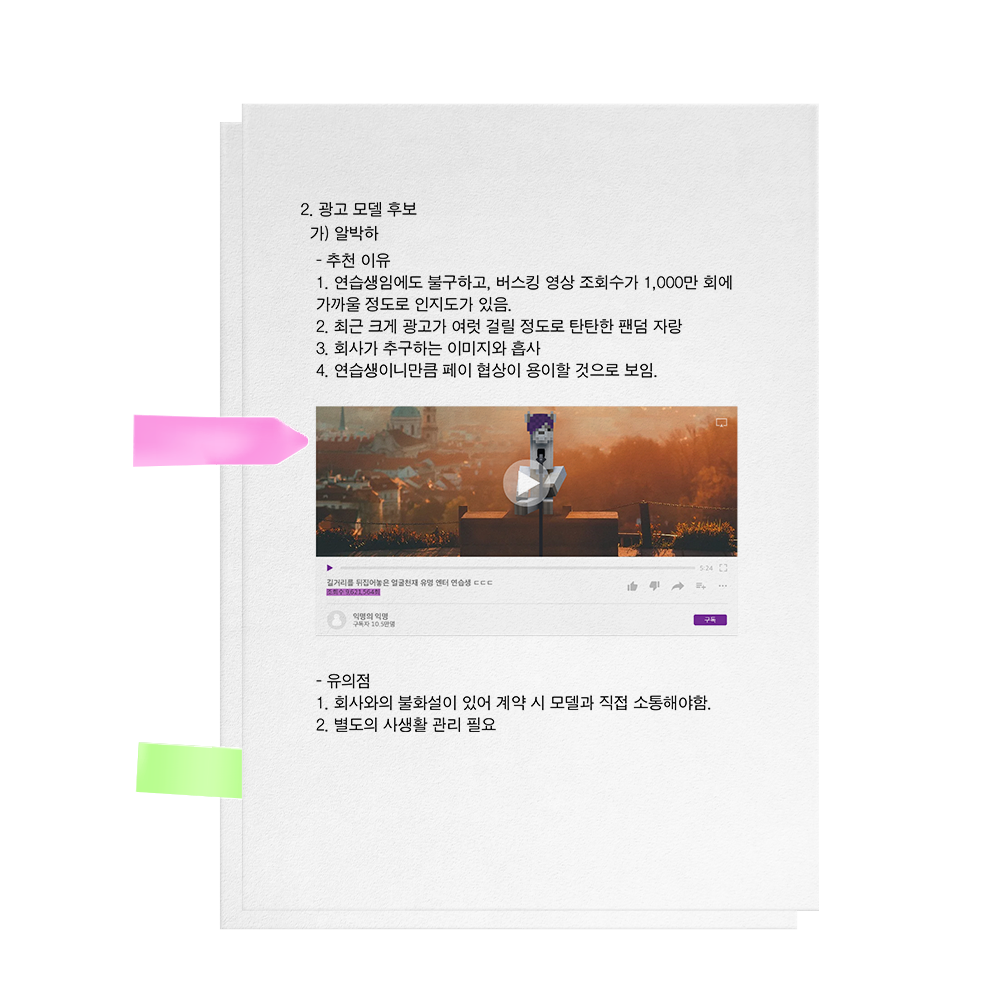 2. 광고 모델 후보
가) 알박하
- 추천 이유
1. 연습생임에도 불구하고, 버스킹 영상 조회수가 1,000만 회에
가까울 정도로 인지도가 있음.
2. 최근 크게 광고가 여럿 걸릴 정도로 탄탄한 팬덤 자랑
3. 회사가 추구하는 이미지와 흡사
4. 연습생이니만큼 페이 협상이 용이할 것으로 보임.
5:24
길거리를 뒤집어놓은 얼굴천재 유명 엔터 연습생 ㄷㄷㄷ
조회수
익명의 익명
구독자 10.5만명
구독
- 유의점
1. 회사와의 불화설이 있어 계약 시 모델과 직접 소통해야함.
2. 별도의 사생활 관리 필요